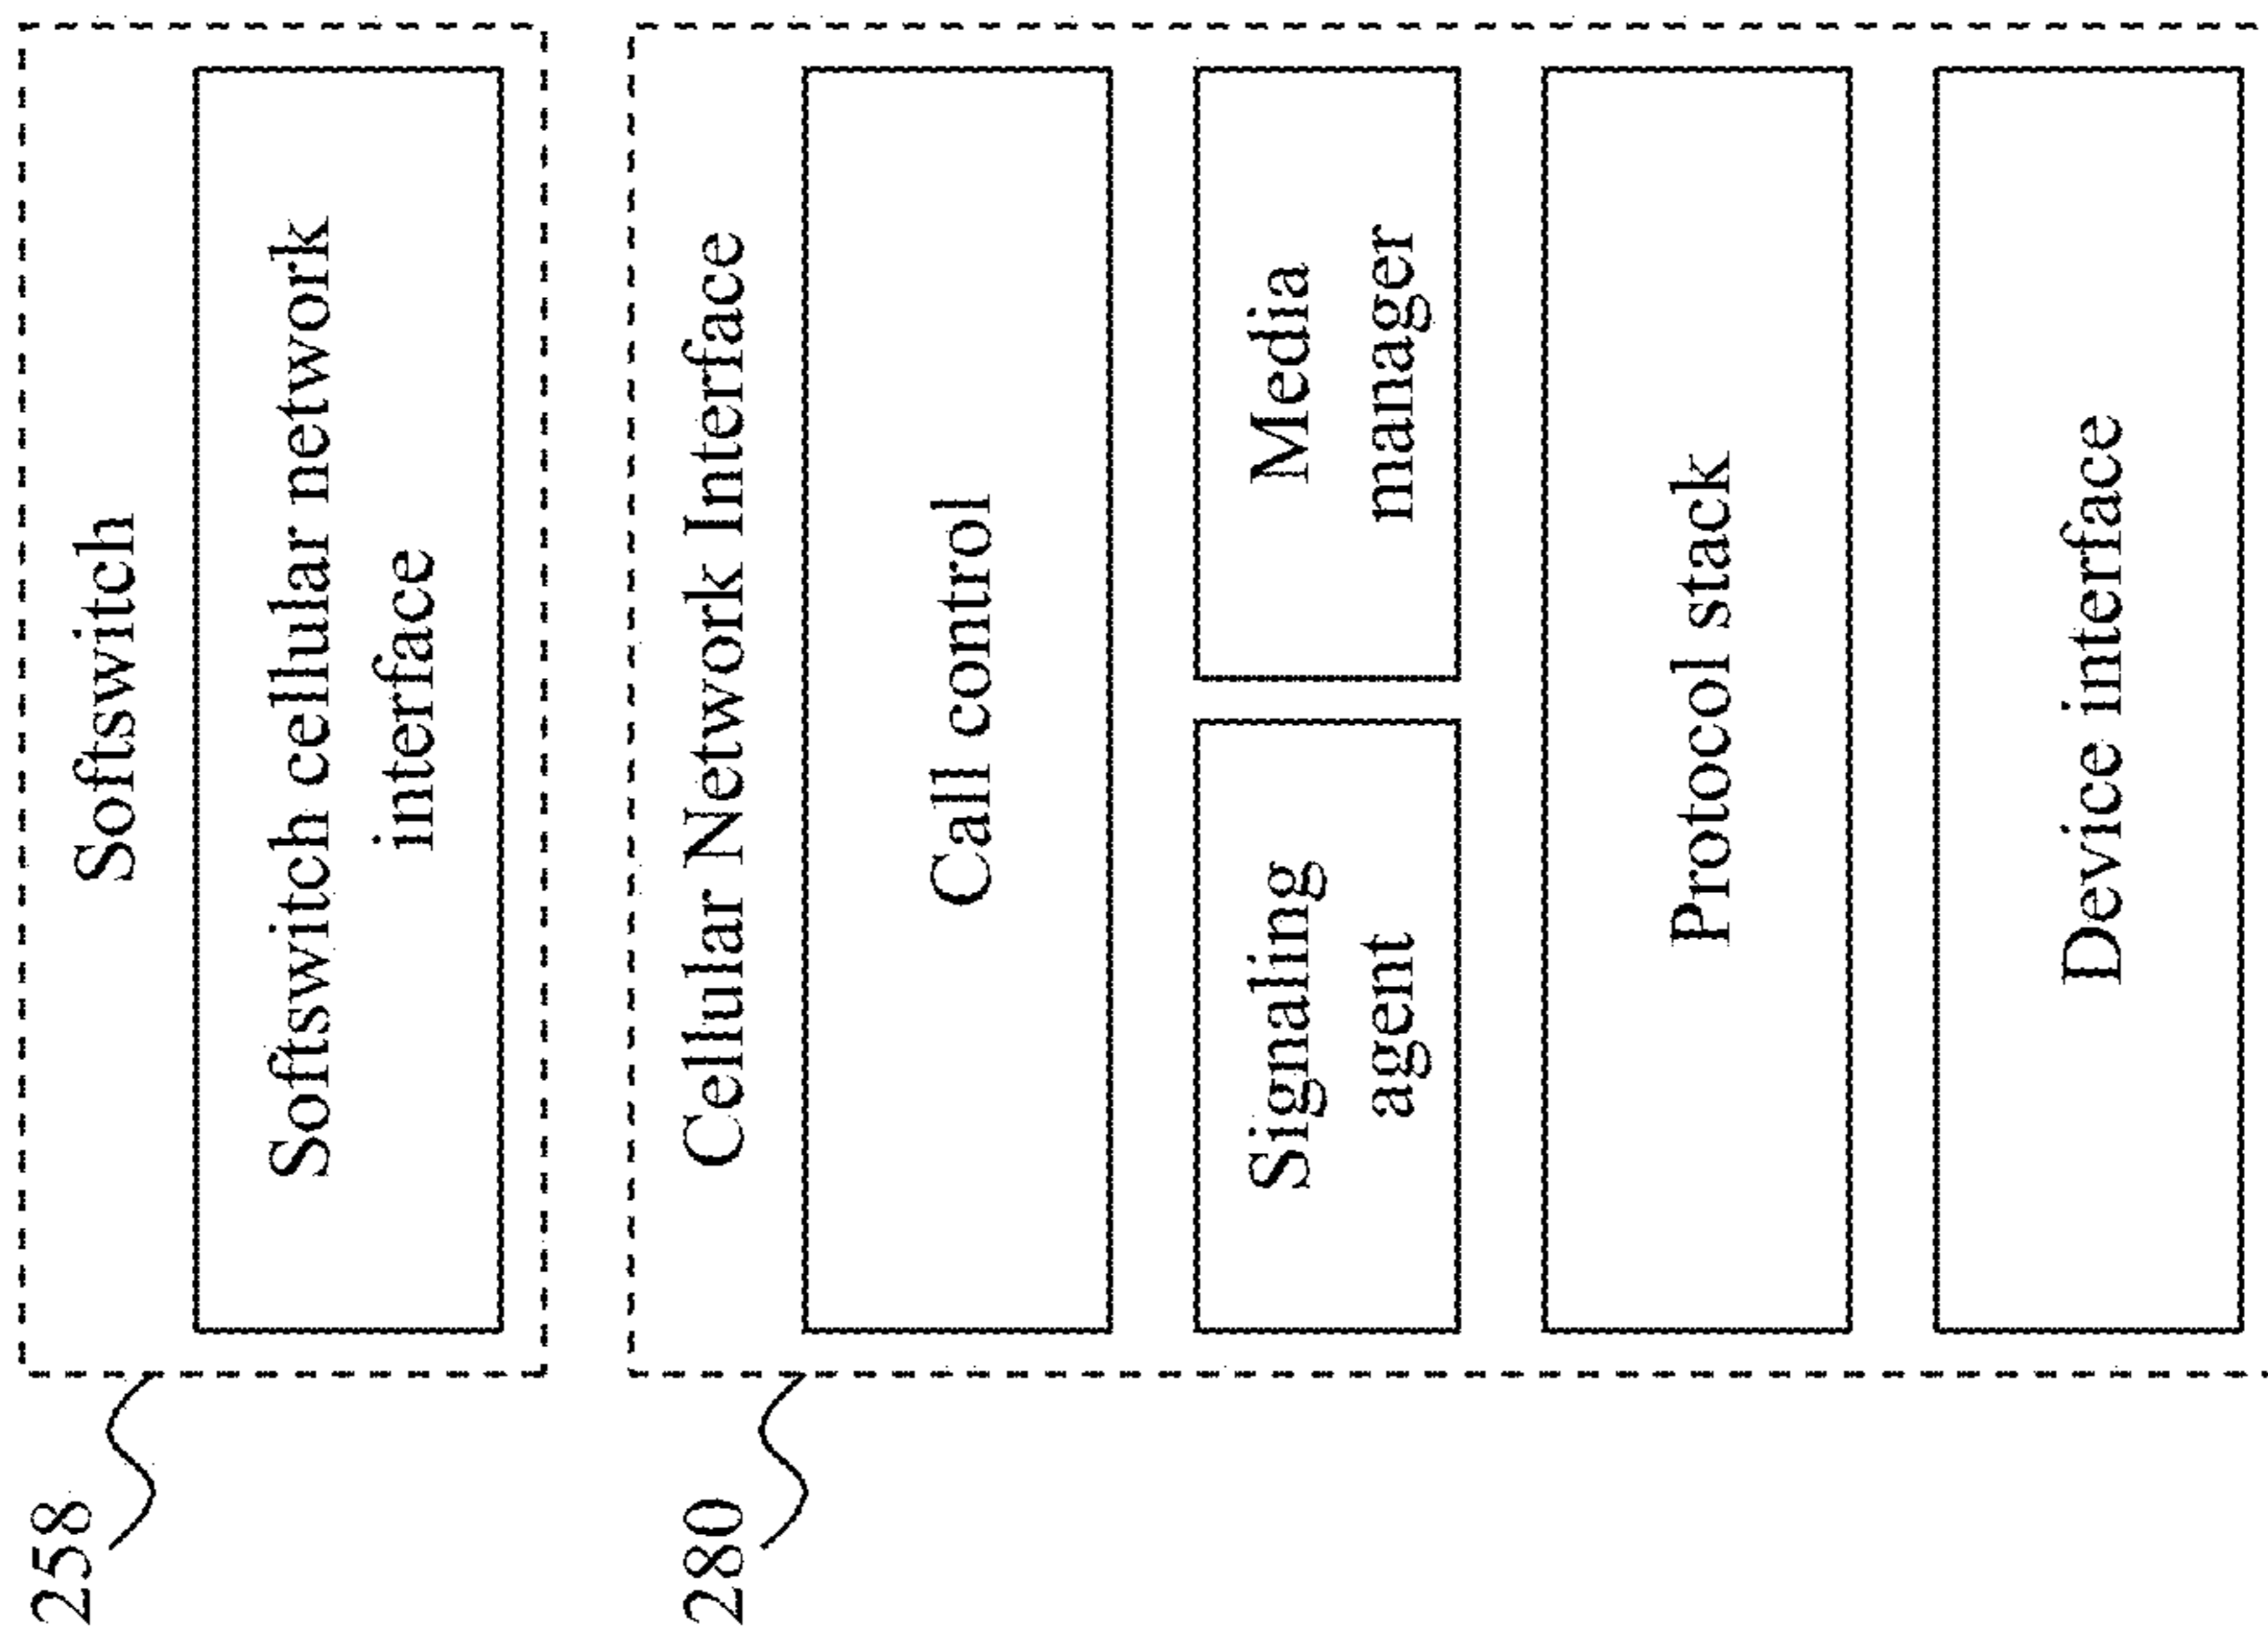 258
Softswitch
Softswitch cellular network
interface
280
Cellular Network Interface
Call control
Signaling
agent
Media
manager
Protocol stack
Device interface